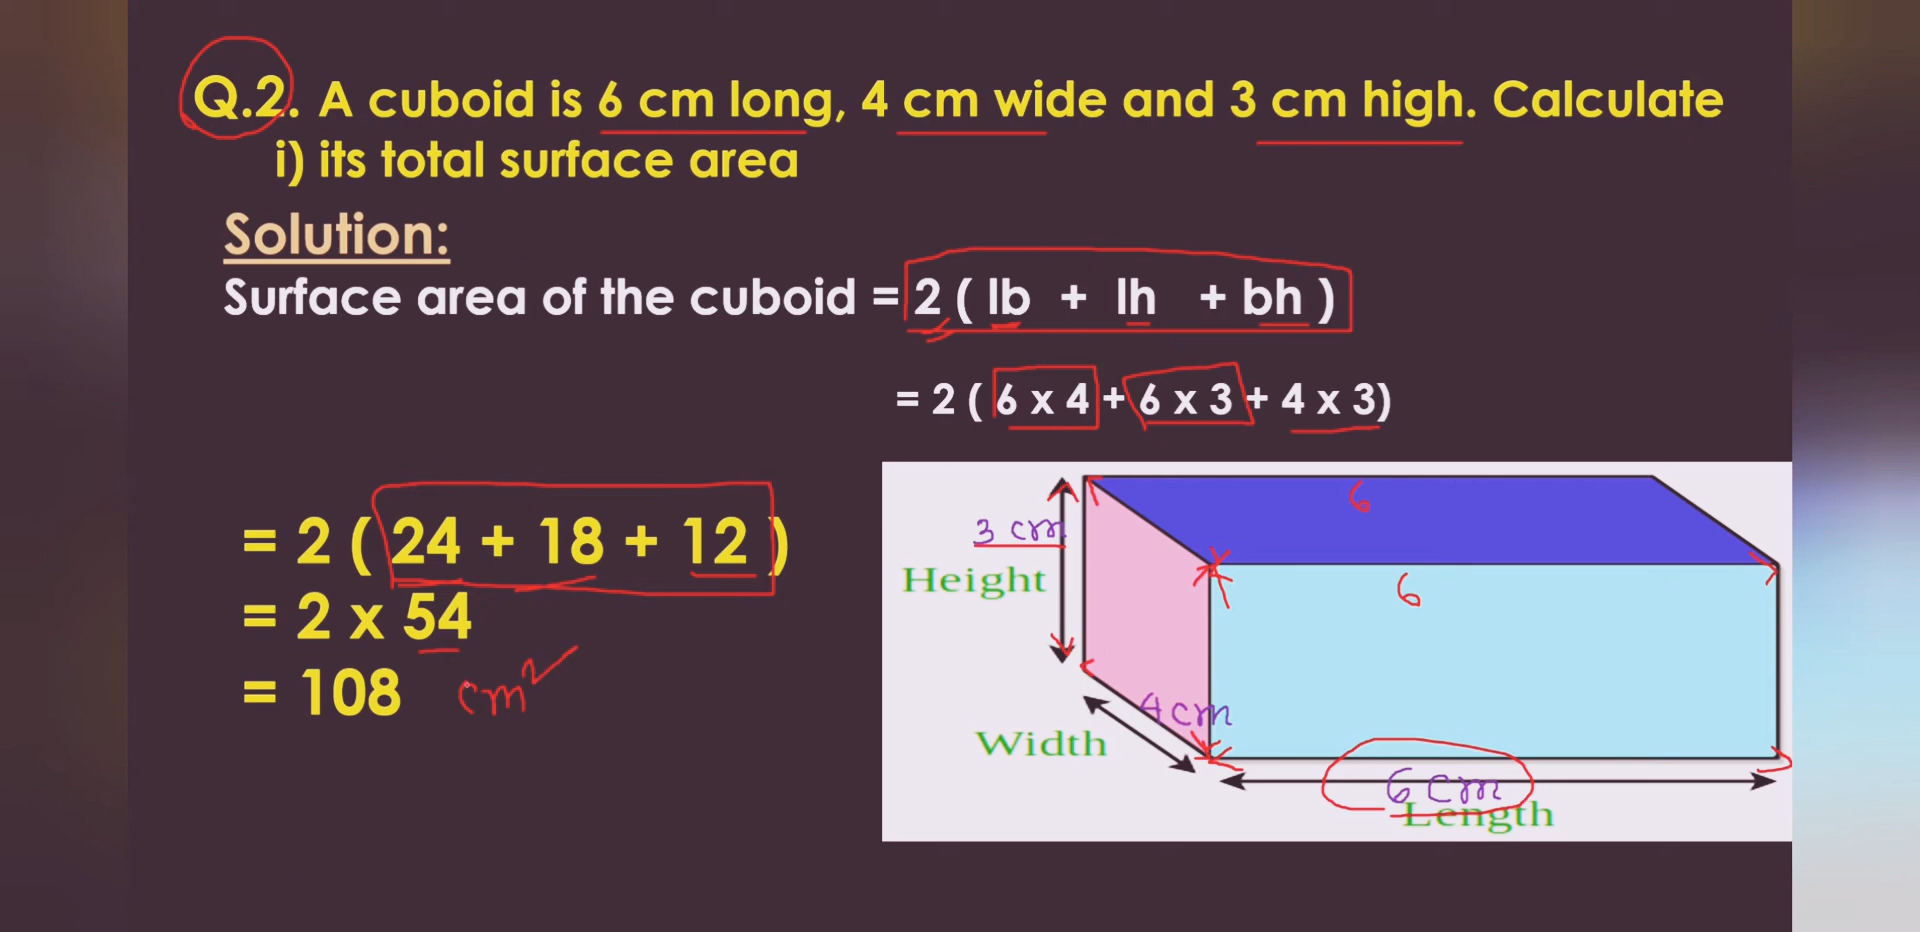 Q.2. A cuboid is 6 cm long, 4 cm wide and 3 cm high. Calculate
i) its total surface area
Solution:
Surface area of the cuboid = 2 ( lb + lh + bh )
= 2 ( 6 x 4 + 6 x 3 + 4 x 3)
= 2 ( 24 + 18 + 12 )
= 2 x 54
= 108 cm²
6
3 cm
Height
6
4 cm
Width
6 cm
Length